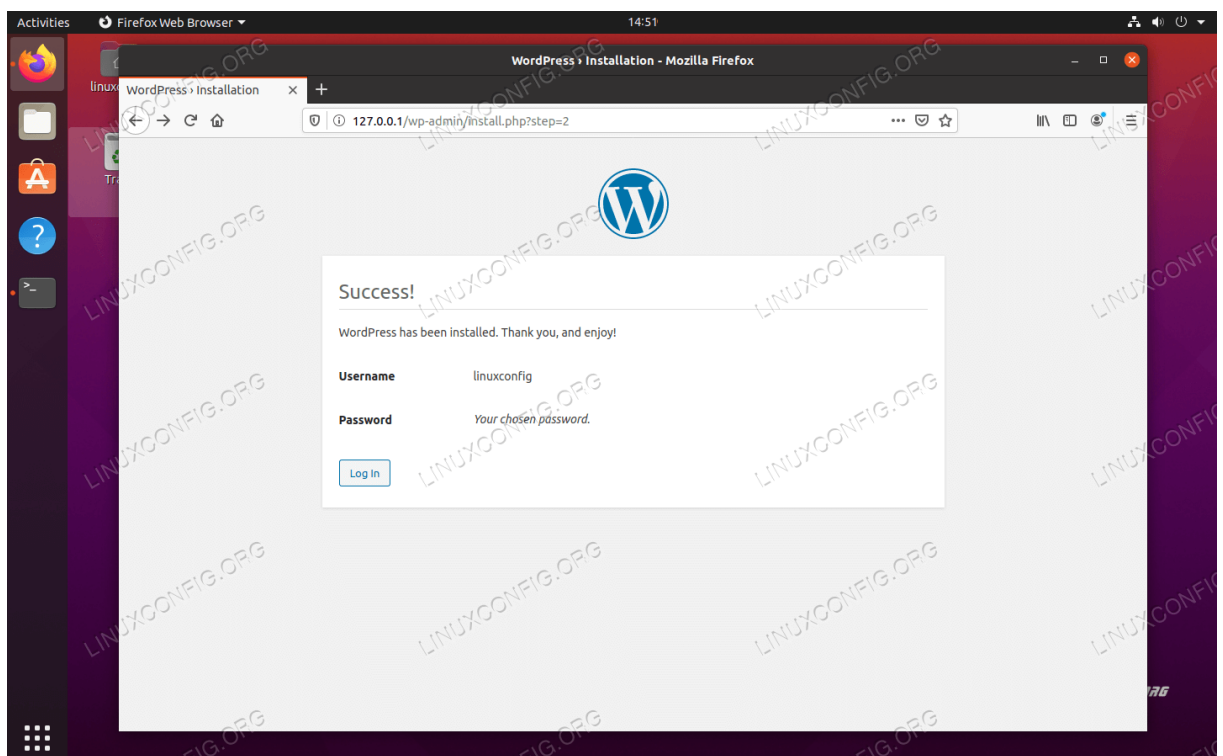 Activities Firefox Web Browser 14:51
WordPress › Installation - Mozilla Firefox
WordPress › Installation
127.0.0.1/wp-admin/install.php?step=2
Success!
WordPress has been installed. Thank you, and enjoy!
Username linuxconfig
Password Your chosen password.
Log In
LINUXCONFIG.ORG